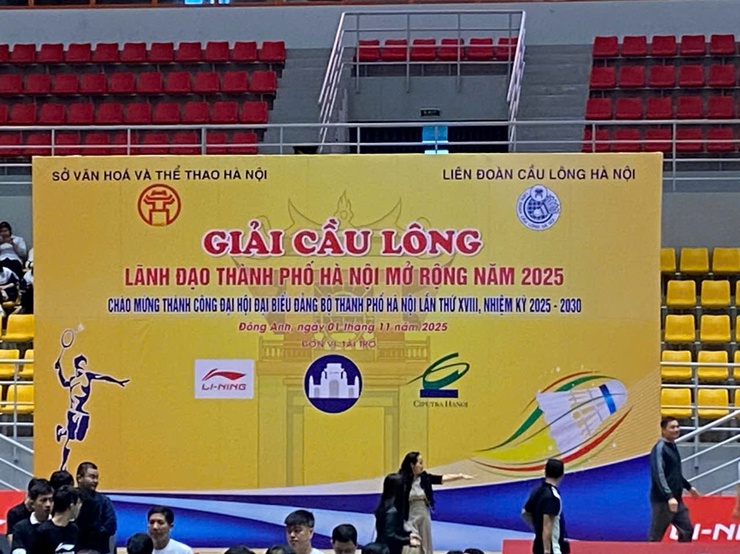 SỞ VĂN HOÁ VÀ THỂ THAO HÀ NỘI
LIÊN ĐOÀN CẦU LÔNG HÀ NỘI
GIẢI CẦU LÔNG
LÃNH ĐẠO THÀNH PHỐ HÀ NỘI MỞ RỘNG NĂM 2025
CHÀO MỪNG THÀNH CÔNG ĐẠI HỘI ĐẠI BIỂU ĐẢNG BỘ THÀNH PHỐ HÀ NỘI LẦN THỨ XVIII, NHIỆM KỲ 2025 - 2030
Đông Anh, ngày 01 tháng 11 năm 2025
ĐƠN VỊ TÀI TRỢ
LI-NING
CIPUTRA HANOI
LI-NING